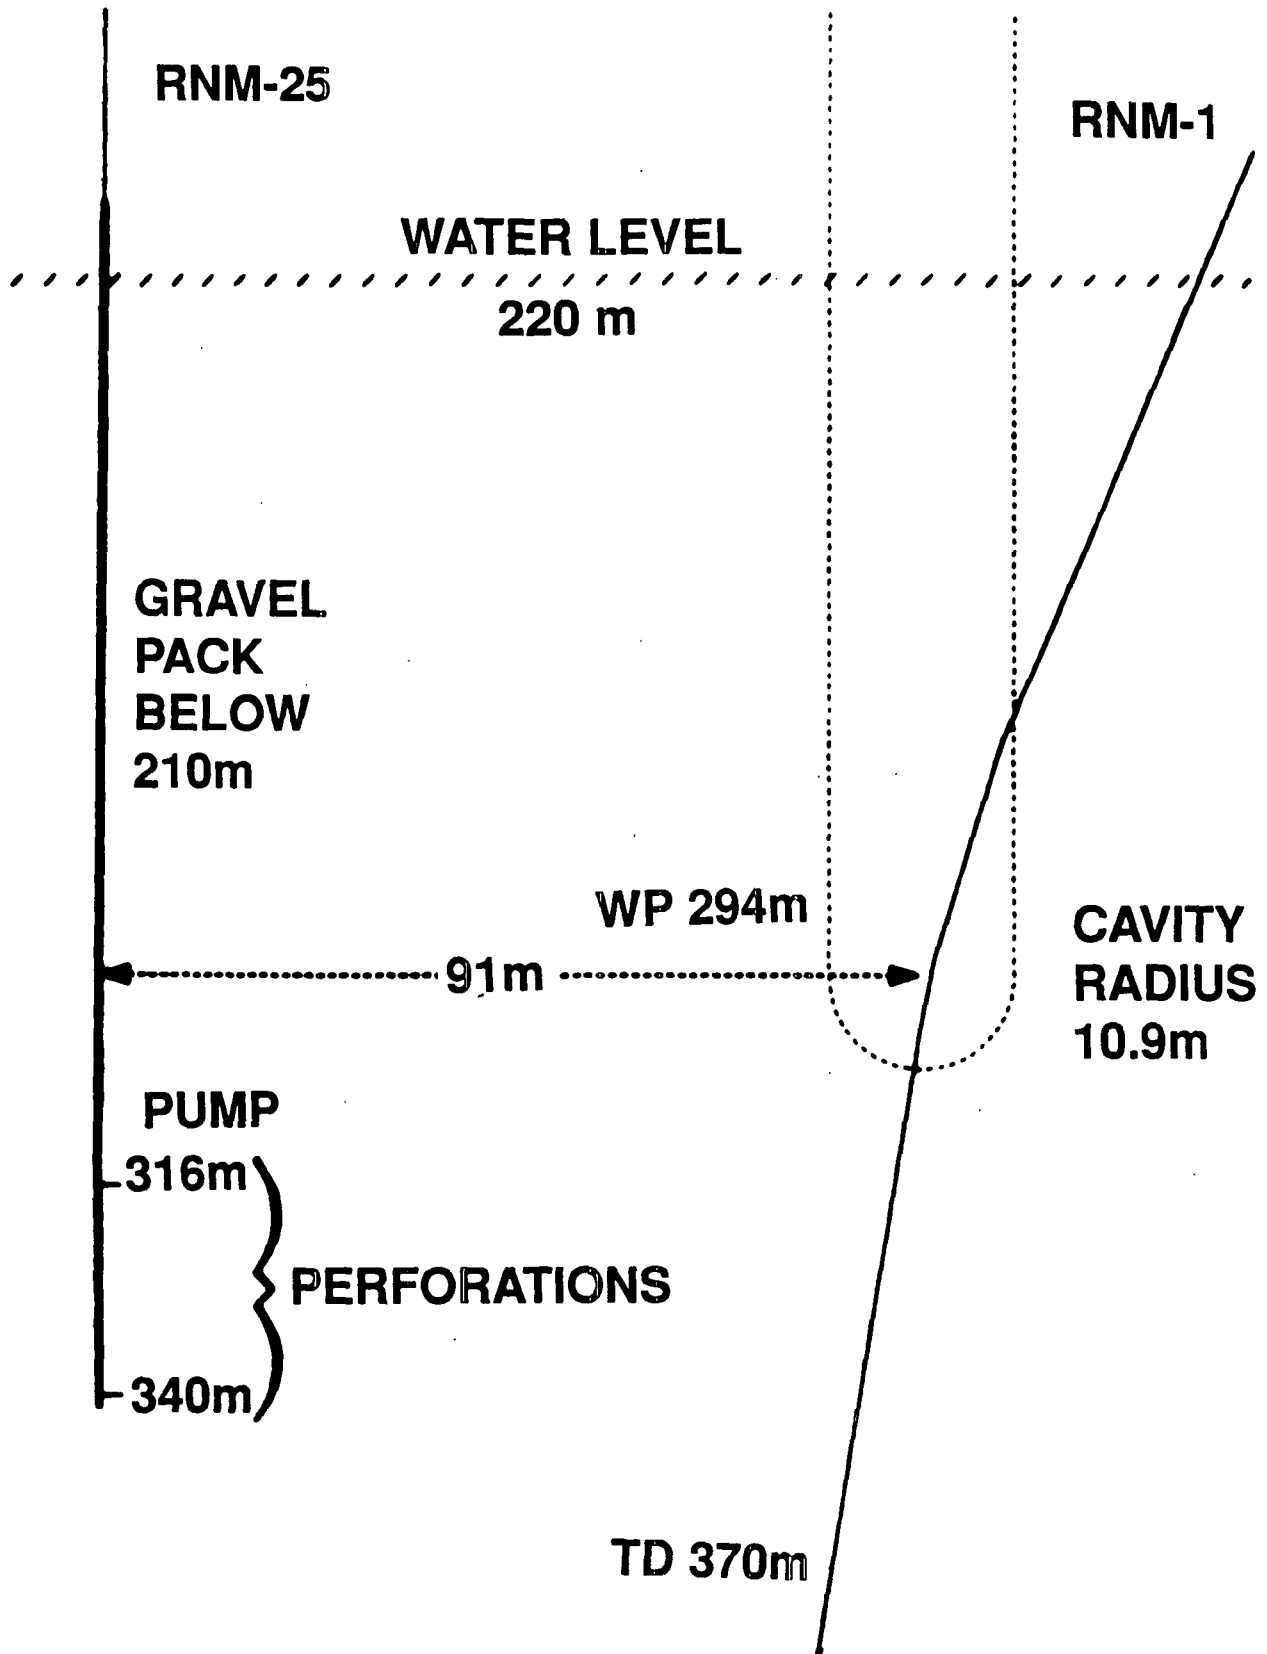 RNM-25
RNM-1
WATER LEVEL
220 m
GRAVEL
PACK
BELOW
210m
WP 294m
91m
CAVITY
RADIUS
10.9m
PUMP
316m
PERFORATIONS
340m
TD 370m